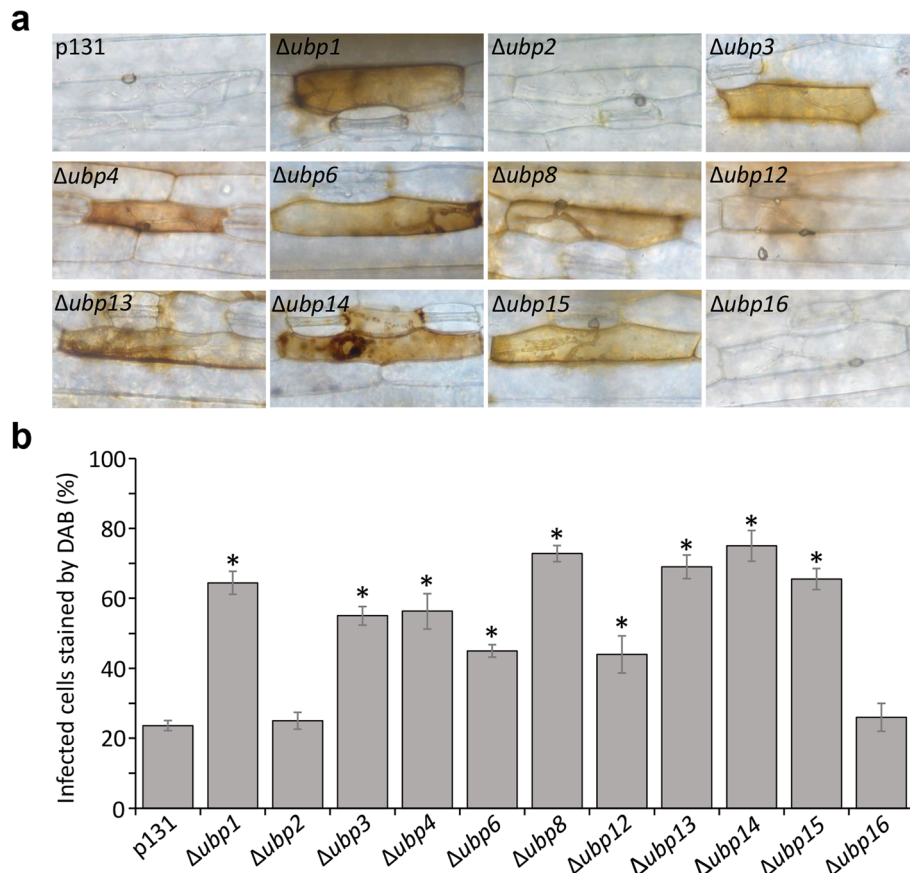 a
p131 Δubp1 Δubp2 Δubp3
Δubp4 Δubp6 Δubp8 Δubp12
Δubp13 Δubp14 Δubp15 Δubp16
b
Infected cells stained by DAB (%)
100
80
60
40
20
0
* * * * * * * * *
p131 Δubp1 Δubp2 Δubp3 Δubp4 Δubp6 Δubp8 Δubp12 Δubp13 Δubp14 Δubp15 Δubp16